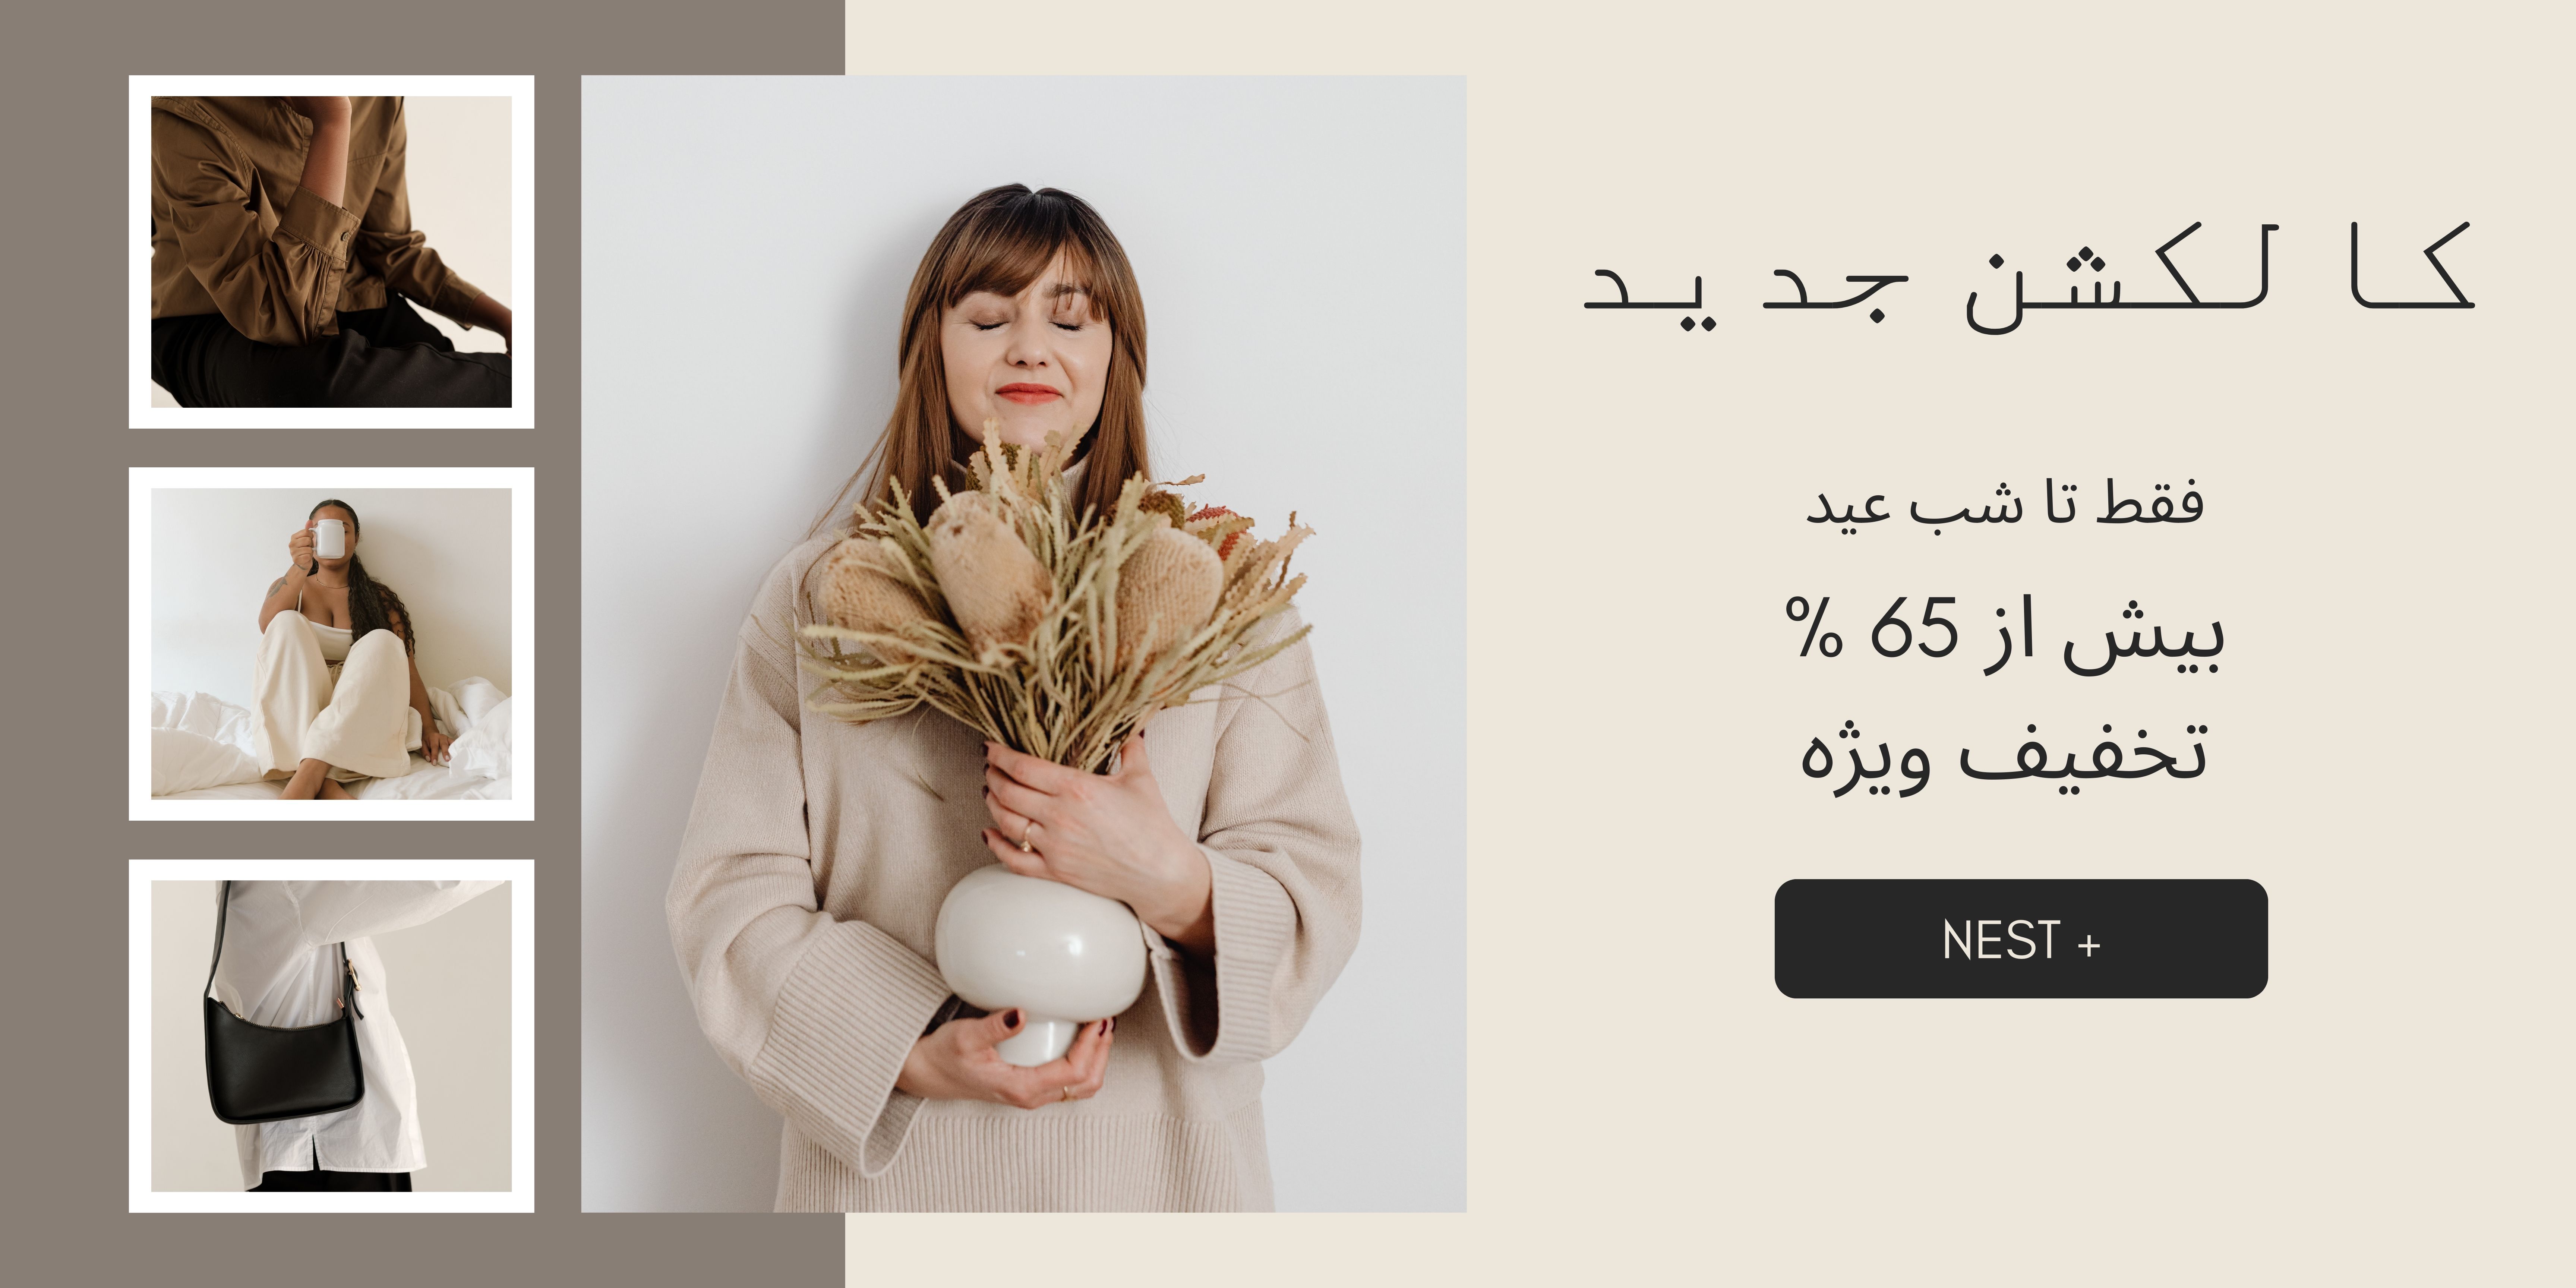 کالکشن جدید
فقط تا شب عید
بیش از 65 %
تخفیف ویژه
NEST +